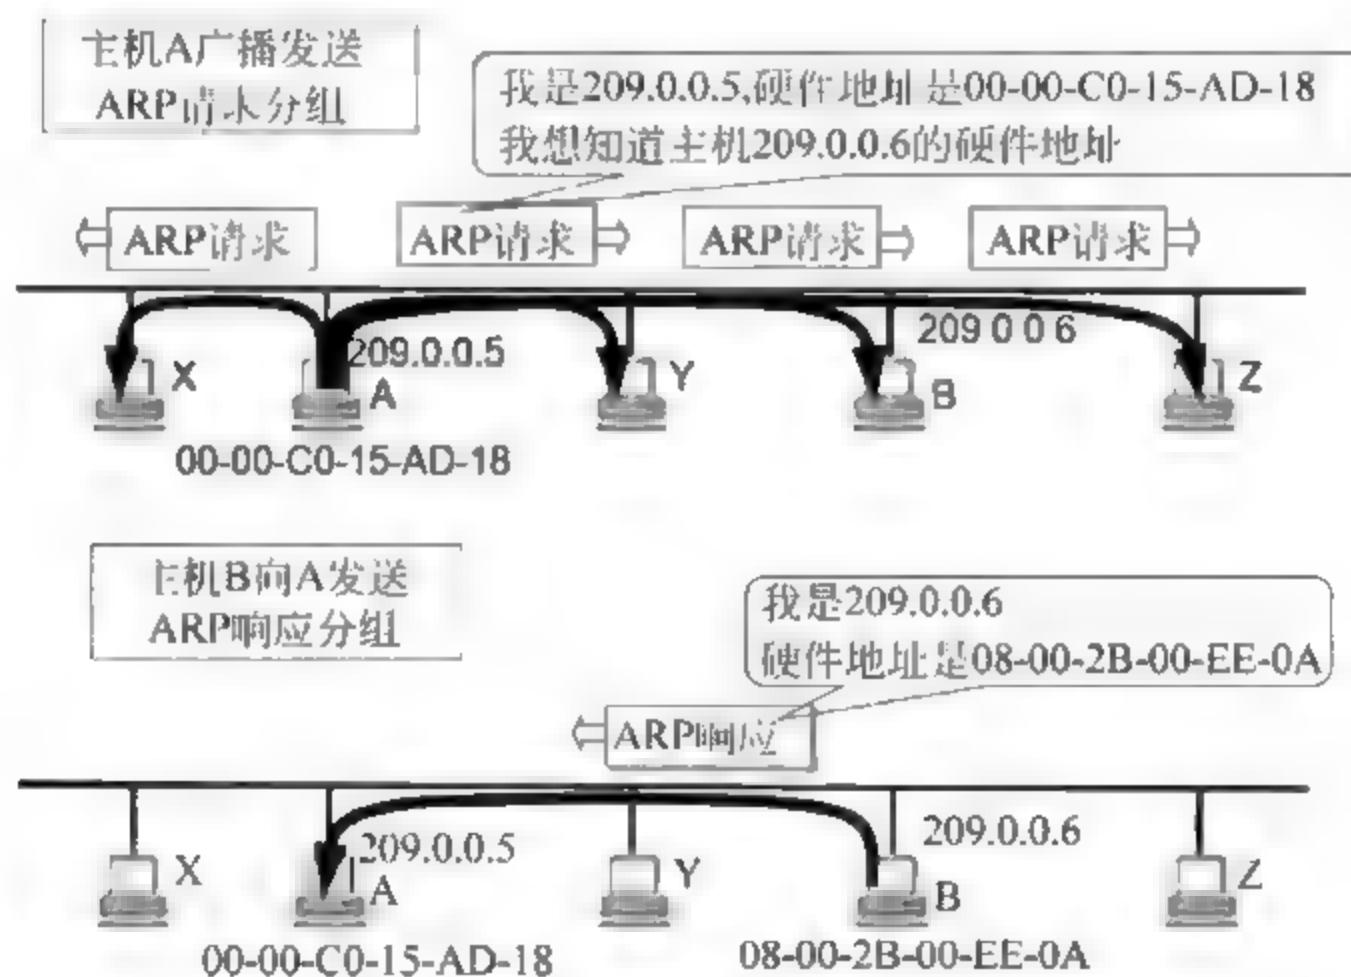 主机A广播发送
ARP请求分组
我是209.0.0.5,硬件地址是00-00-C0-15-AD-18
我想知道主机209.0.0.6的硬件地址
ARP请求
ARP请求
ARP请求
ARP请求
209.0.0.5
209 0 0 6
X
A
Y
B
Z
00-00-C0-15-AD-18
主机B向A发送
ARP响应分组
我是209.0.0.6
硬件地址是08-00-2B-00-EE-0A
ARP响应
209.0.0.5
209.0.0.6
X
A
Y
B
Z
00-00-C0-15-AD-18
08-00-2B-00-EE-0A